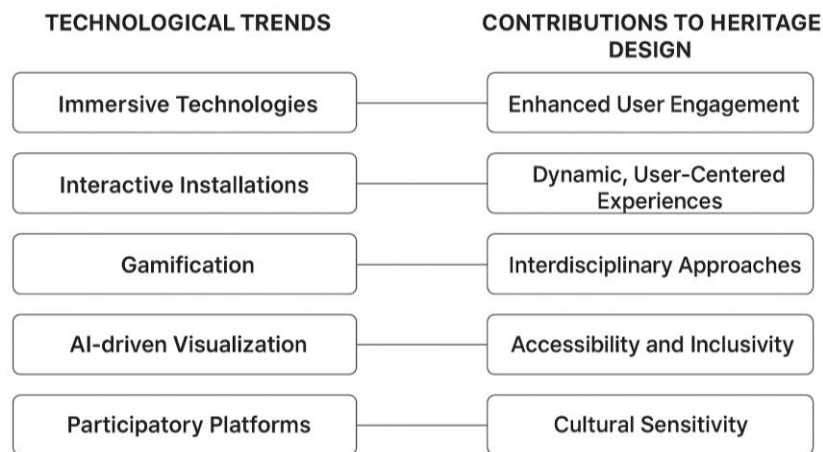 TECHNOLOGICAL TRENDS
CONTRIBUTIONS TO HERITAGE
DESIGN
Immersive Technologies
Enhanced User Engagement
Interactive Installations
Dynamic, User-Centered
Experiences
Gamification
Interdisciplinary Approaches
AI-driven Visualization
Accessibility and Inclusivity
Participatory Platforms
Cultural Sensitivity